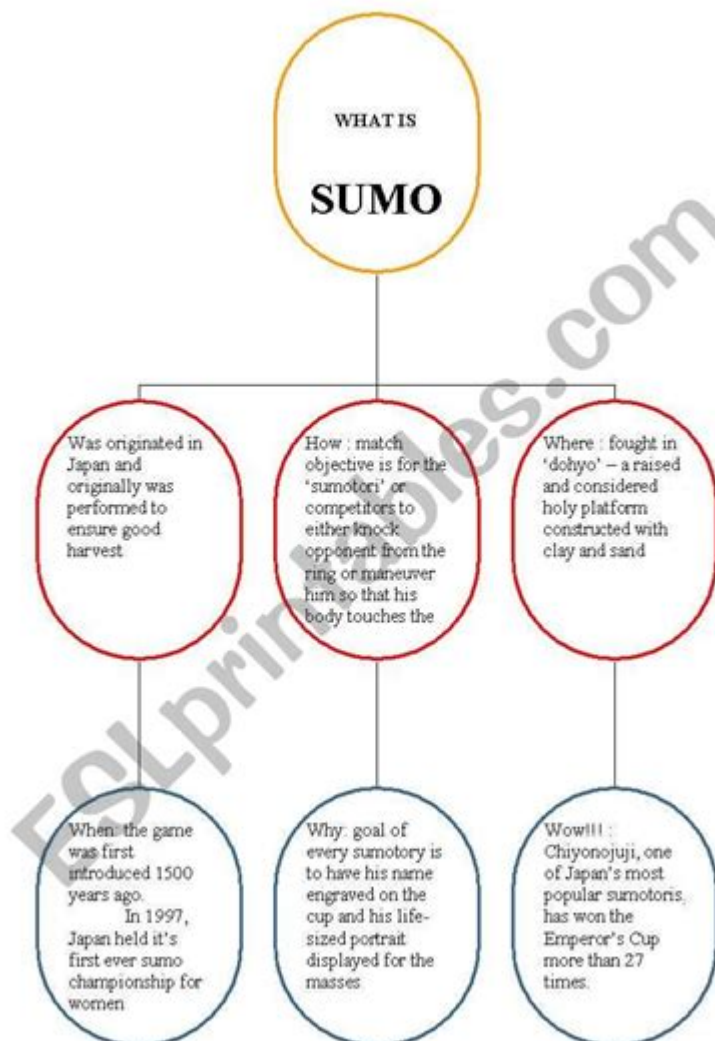 WHAT IS
SUMO
Was originated in
Japan and
originally was
performed to
ensure good
harvest
How : match
objective is for the
‘sumotori’ or
competitors to
either knock
opponent from the
ring or maneuver
him so that his
body touches the
Where : fought in
‘dohyo’ – a raised
and considered
holy platform
constructed with
clay and sand
When: the game
was first
introduced 1500
years ago.
In 1997,
Japan held it’s
first ever sumo
championship for
women
Why: goal of
every sumotory is
to have his name
engraved on the
cup and his life-
sized portrait
displayed for the
masses
Wow!!! :
Chiyonojuji, one
of Japan’s most
popular sumotoris,
has won the
Emperor’s Cup
more than 27
times.
ESLprintables.com